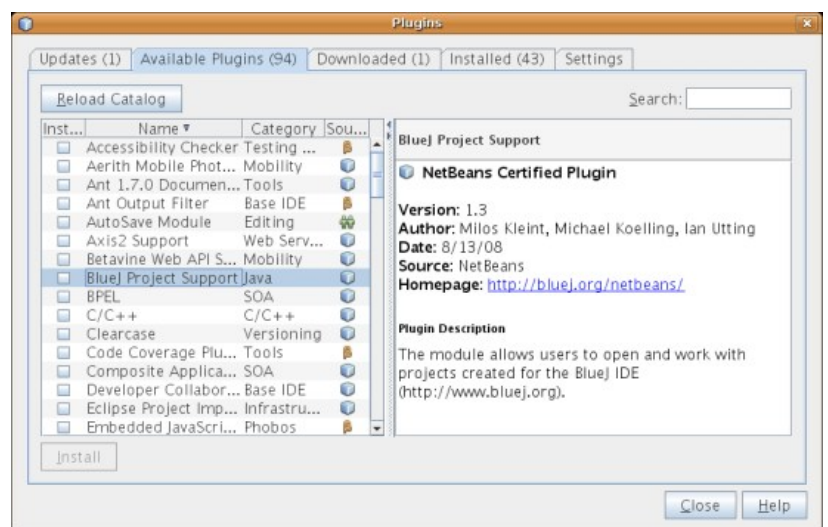 Plugins
Updates (1) Available Plugins (94) Downloaded (1) Installed (43) Settings
Reload Catalog
Search:
Inst... Name Category Sou...
Accessibility Checker Testing ...
Aerith Mobile Phot... Mobility
Ant 1.7.0 Documen... Tools
Ant Output Filter Base IDE
AutoSave Module Editing
Axis2 Support Web Serv...
Betavine Web API S... Mobility
BlueJ Project Support Java
BPEL SOA
C/C++ C/C++
Clearcase Versioning
Code Coverage Plu... Tools
Composite Applica... SOA
Developer Collabor... Base IDE
Eclipse Project Imp... Infrastru...
Embedded JavaScri... Phobos
BlueJ Project Support
NetBeans Certified Plugin
Version: 1.3
Author: Milos Kleint, Michael Koelling, Ian Utting
Date: 8/13/08
Source: NetBeans
Homepage: http://bluej.org/netbeans/
Plugin Description
The module allows users to open and work with
projects created for the BlueJ IDE
(http://www.bluej.org).
Install
Close Help